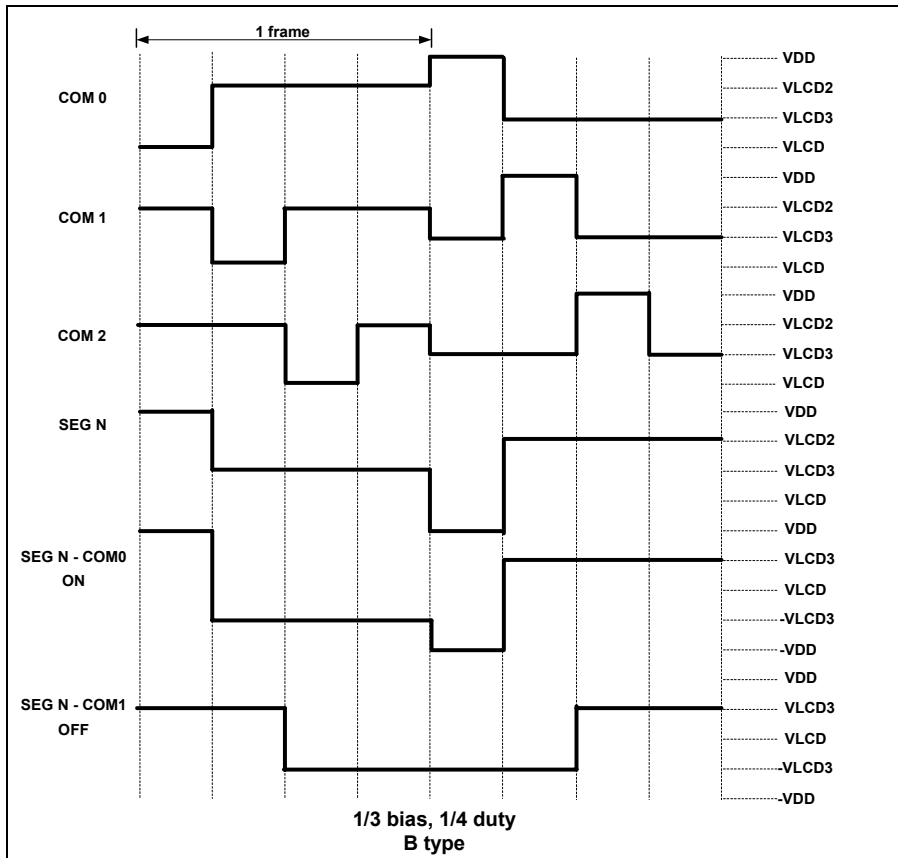 1 frame
COM 0
VDD
VLCD2
VLCD3
VLCD
COM 1
VDD
VLCD2
VLCD3
VLCD
COM 2
VDD
VLCD2
VLCD3
VLCD
SEG N
VDD
VLCD2
VLCD3
VLCD
SEG N - COM0
ON
VDD
VLCD3
VLCD
-VLCD3
-VDD
SEG N - COM1
OFF
VDD
VLCD3
VLCD
-VLCD3
-VDD
1/3 bias, 1/4 duty
B type